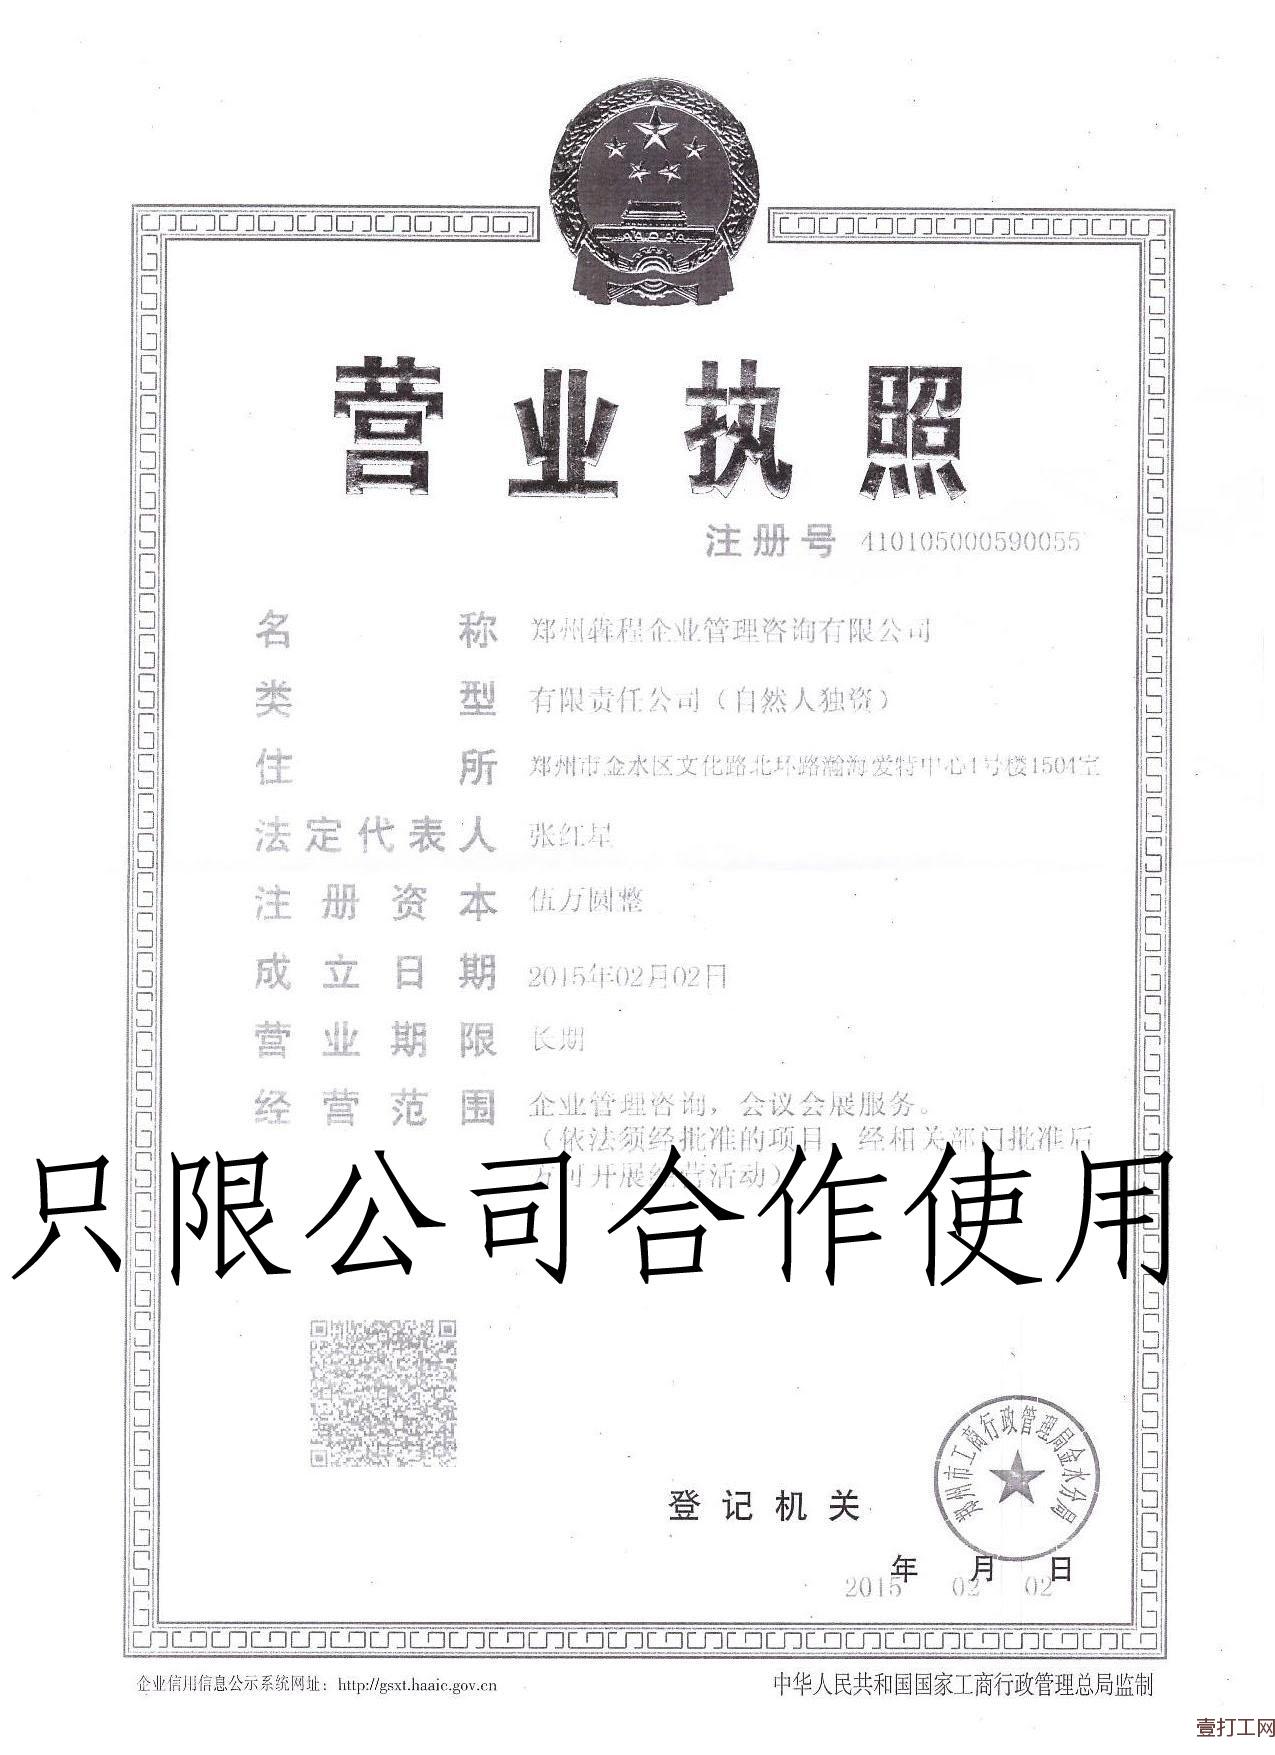 营业执照
注册号 410105000590055
名称 郑州犇程企业管理咨询有限公司
类型 有限责任公司（自然人独资）
住所 郑州市金水区文化路北环路瀚海爱特中心1号楼1504室
法定代表人 张红星
注册资本 伍万圆整
成立日期 2015年02月02日
营业期限 长期
经营范围 企业管理咨询，会议会展服务。
（依法须经批准的项目，经相关部门批准后
方可开展经营活动）
只限公司合作使用
郑州市工商行政管理局金水分局
登记机关
年 月 日
2015 02 02
企业信用信息公示系统网址：http://gsxt.haaic.gov.cn
中华人民共和国国家工商行政管理总局监制
壹打工网